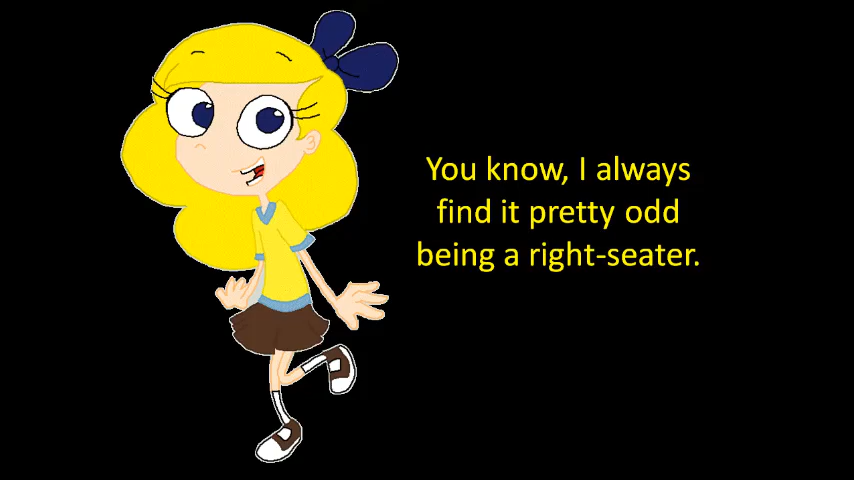 You know, I always
find it pretty odd
being a right-seater.